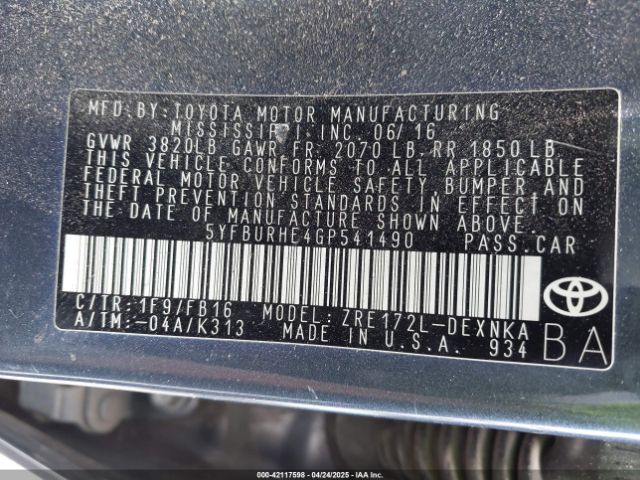 MFD. BY: TOYOTA MOTOR MANUFACTURING
MISSISSIPPI, INC. 06/16
GVWR 3820LB GAWR FR. 2070 LB. RR 1850 LB.
THIS VEHICLE CONFORMS TO ALL APPLICABLE
FEDERAL MOTOR VEHICLE SAFETY, BUMPER, AND
THEFT PREVENTION STANDARDS IN EFFECT ON
THE DATE OF MANUFACTURE SHOWN ABOVE.
5YFBURHE4GP541490 PASS. CAR
C/TR: 1F9/FB16 MODEL: ZRE172L-DEXNKA
A/TM: -04A/K313 MADE IN U.S.A. 934
BA
000-42117598 - 04/24/2025 - IAA, Inc.